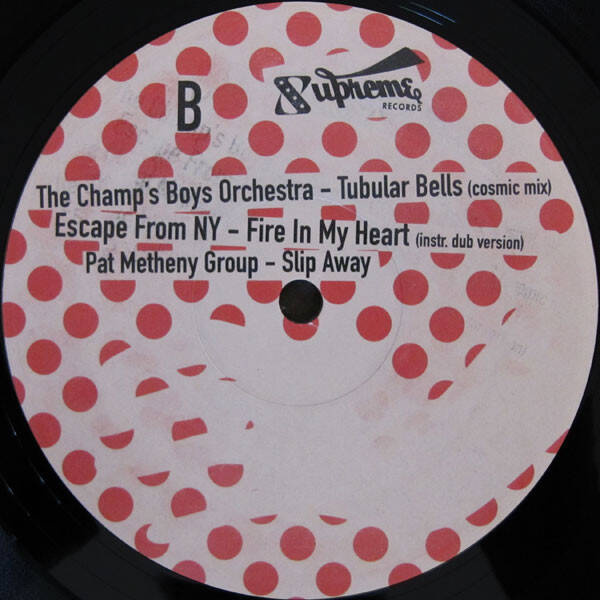 B
Supreme
RECORDS
The Champ's Boys Orchestra – Tubular Bells (cosmic mix)
Escape From NY – Fire In My Heart (instr. dub version)
Pat Metheny Group – Slip Away